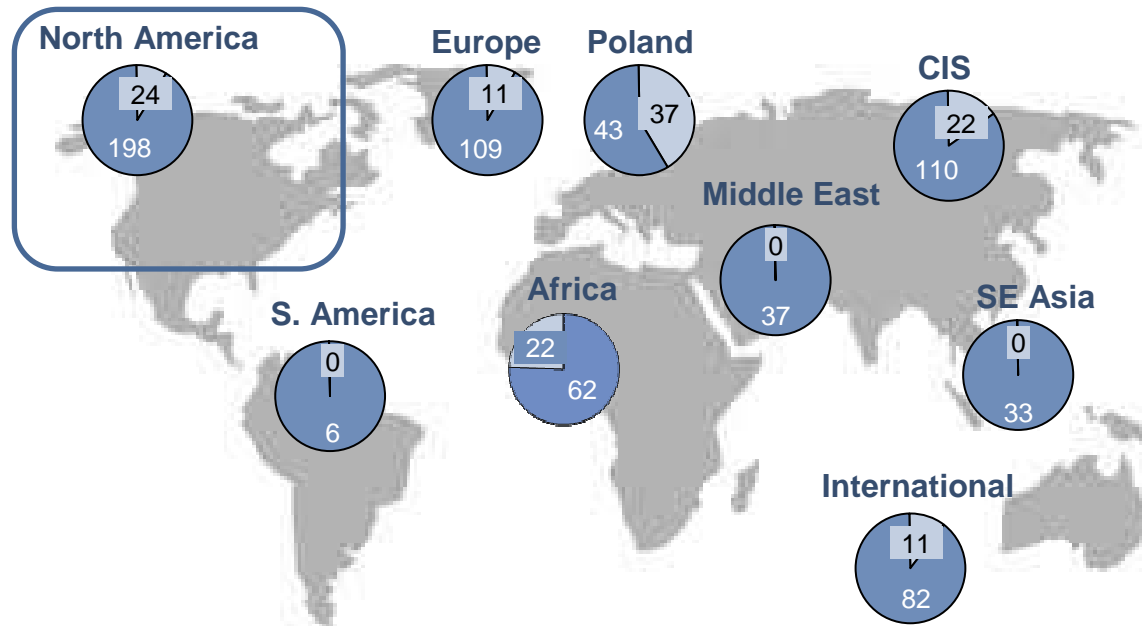 North America
24
198
Europe
11
109
Poland
37
43
CIS
22
110
Middle East
0
37
Africa
22
62
SE Asia
0
33
S. America
0
6
International
11
82